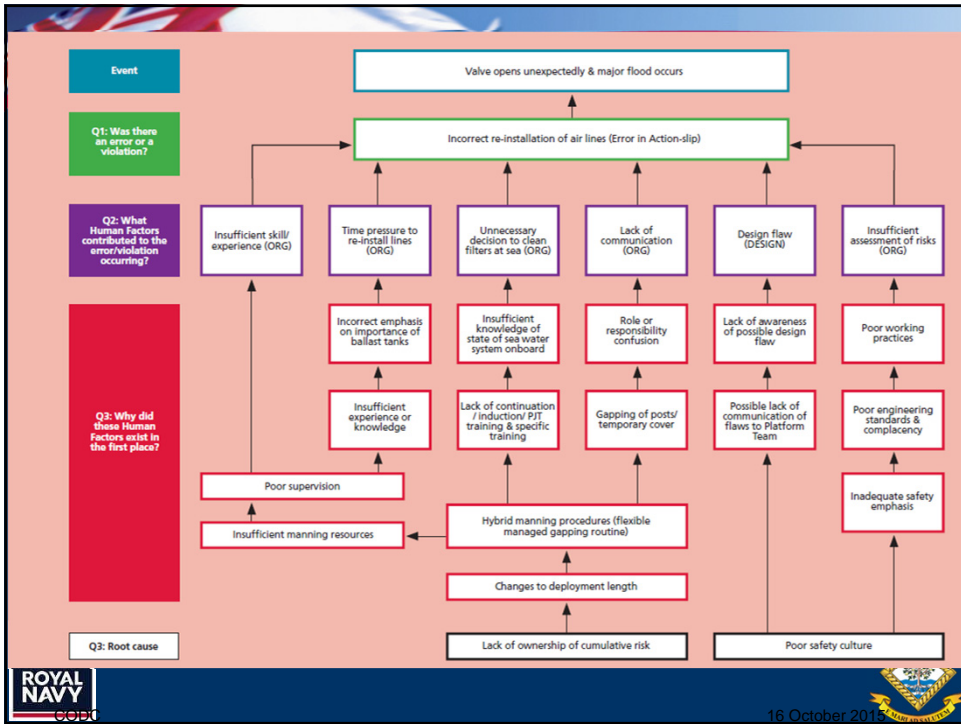 Event
Valve opens unexpectedly & major flood occurs
Q1: Was there
an error or a
violation?
Incorrect re-installation of air lines (Error in Action-slip)
Q2: What
Human Factors
contributed to the
error/violation
occurring?
Insufficient skill/
experience (ORG)
Time pressure to
re-install lines
(ORG)
Unnecessary
decision to clean
filters at sea (ORG)
Lack of
communication
(ORG)
Design flaw
(DESIGN)
Insufficient
assessment of risks
(ORG)
Q3: Why did
these Human
Factors exist in
the first place?
Incorrect emphasis
on importance of
ballast tanks
Insufficient
knowledge of
state of sea water
system onboard
Role or
responsibility
confusion
Lack of awareness
of possible design
flaw
Poor working
practices
Insufficient
experience or
knowledge
Lack of continuation
/ induction/ PJT
training & specific
training
Gapping of posts/
temporary cover
Possible lack of
communication of
flaws to Platform
Team
Poor engineering
standards &
complacency
Poor supervision
Inadequate safety
emphasis
Insufficient manning resources
Hybrid manning procedures (flexible
managed gapping routine)
Changes to deployment length
Q3: Root cause
Lack of ownership of cumulative risk
Poor safety culture
ROYAL
NAVY
CODC
16 October 2015